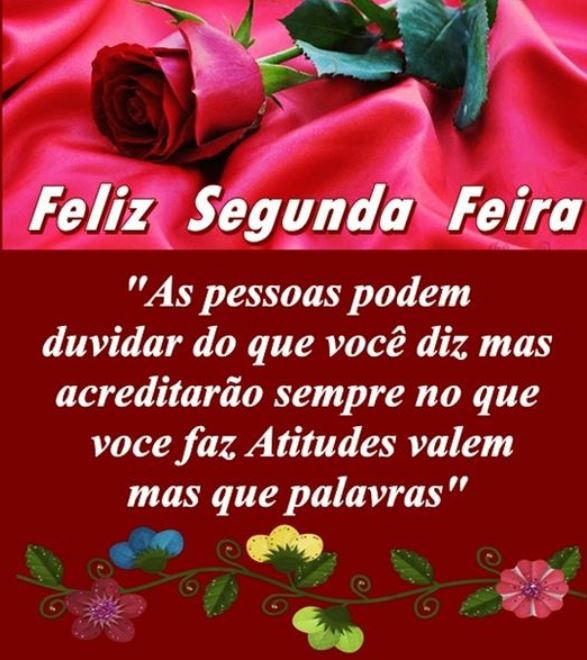 Feliz Segunda Feira
"As pessoas podem
duvidar do que você diz mas
acreditarão sempre no que
voce faz Atitudes valem
mas que palavras"